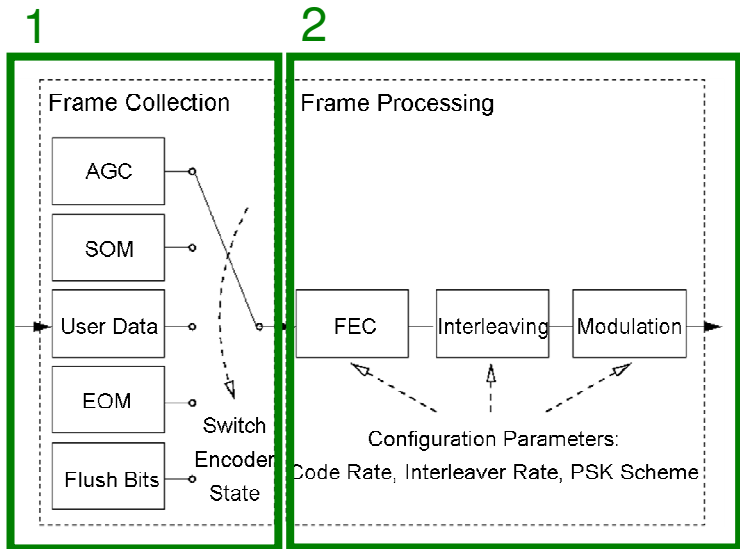 1
2
Frame Collection
Frame Processing
AGC
SOM
User Data
EOM
Flush Bits
Switch
Encoder
State
FEC
Interleaving
Modulation
Configuration Parameters:
Code Rate, Interleaver Rate, PSK Scheme